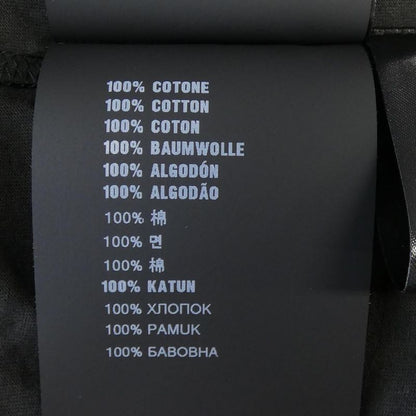 100% COTONE
100% COTTON
100% COTON
100% BAUMWOLLE
100% ALGODÓN
100% ALGODÃO
100% 棉
100% 면
100% 棉
100% KATUN
100% ХЛОПОК
100% PAMUK
100% БАВОВНА